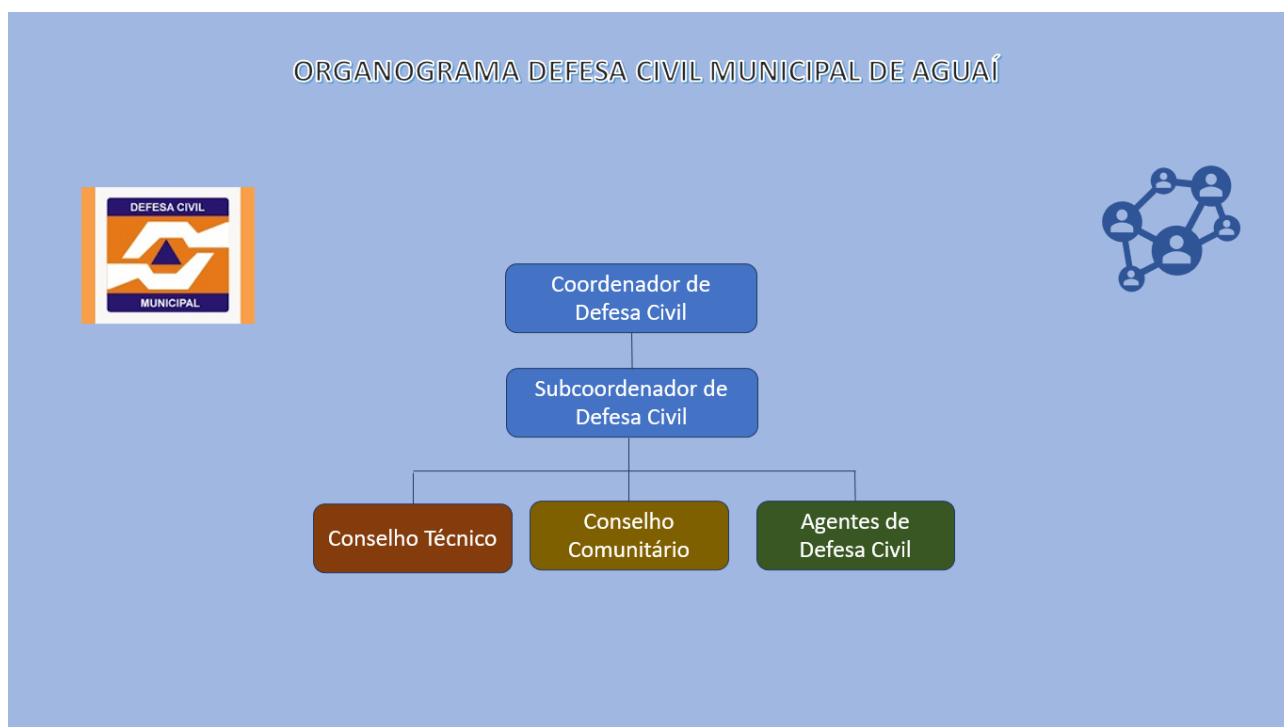 ORGANOGRAMA DEFESA CIVIL MUNICIPAL DE AGUAÍ
DEFESA CIVIL
MUNICIPAL
Coordenador de
Defesa Civil
Subcoordenador de
Defesa Civil
Conselho Técnico
Conselho
Comunitário
Agentes de
Defesa Civil